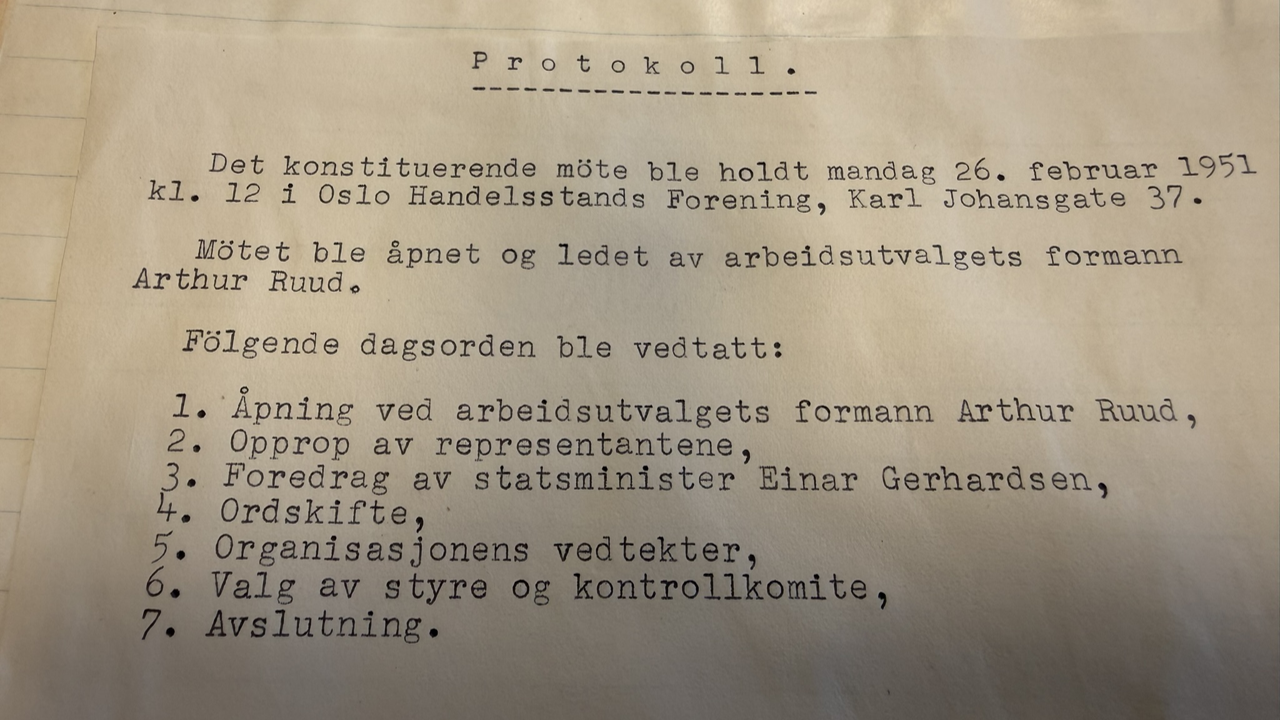 Protokoll.
-------------------
Det konstituerende möte ble holdt mandag 26. februar 1951
kl. 12 i Oslo Handelsstands Forening, Karl Johansgate 37.
Mötet ble åpnet og ledet av arbeidsutvalgets formann
Arthur Ruud.
Fölgende dagsorden ble vedtatt:
1. Åpning ved arbeidsutvalgets formann Arthur Ruud,
2. Opprop av representantene,
3. Foredrag av statsminister Einar Gerhardsen,
4. Ordskifte,
5. Organisasjonens vedtekter,
6. Valg av styre og kontrollkomite,
7. Avslutning.